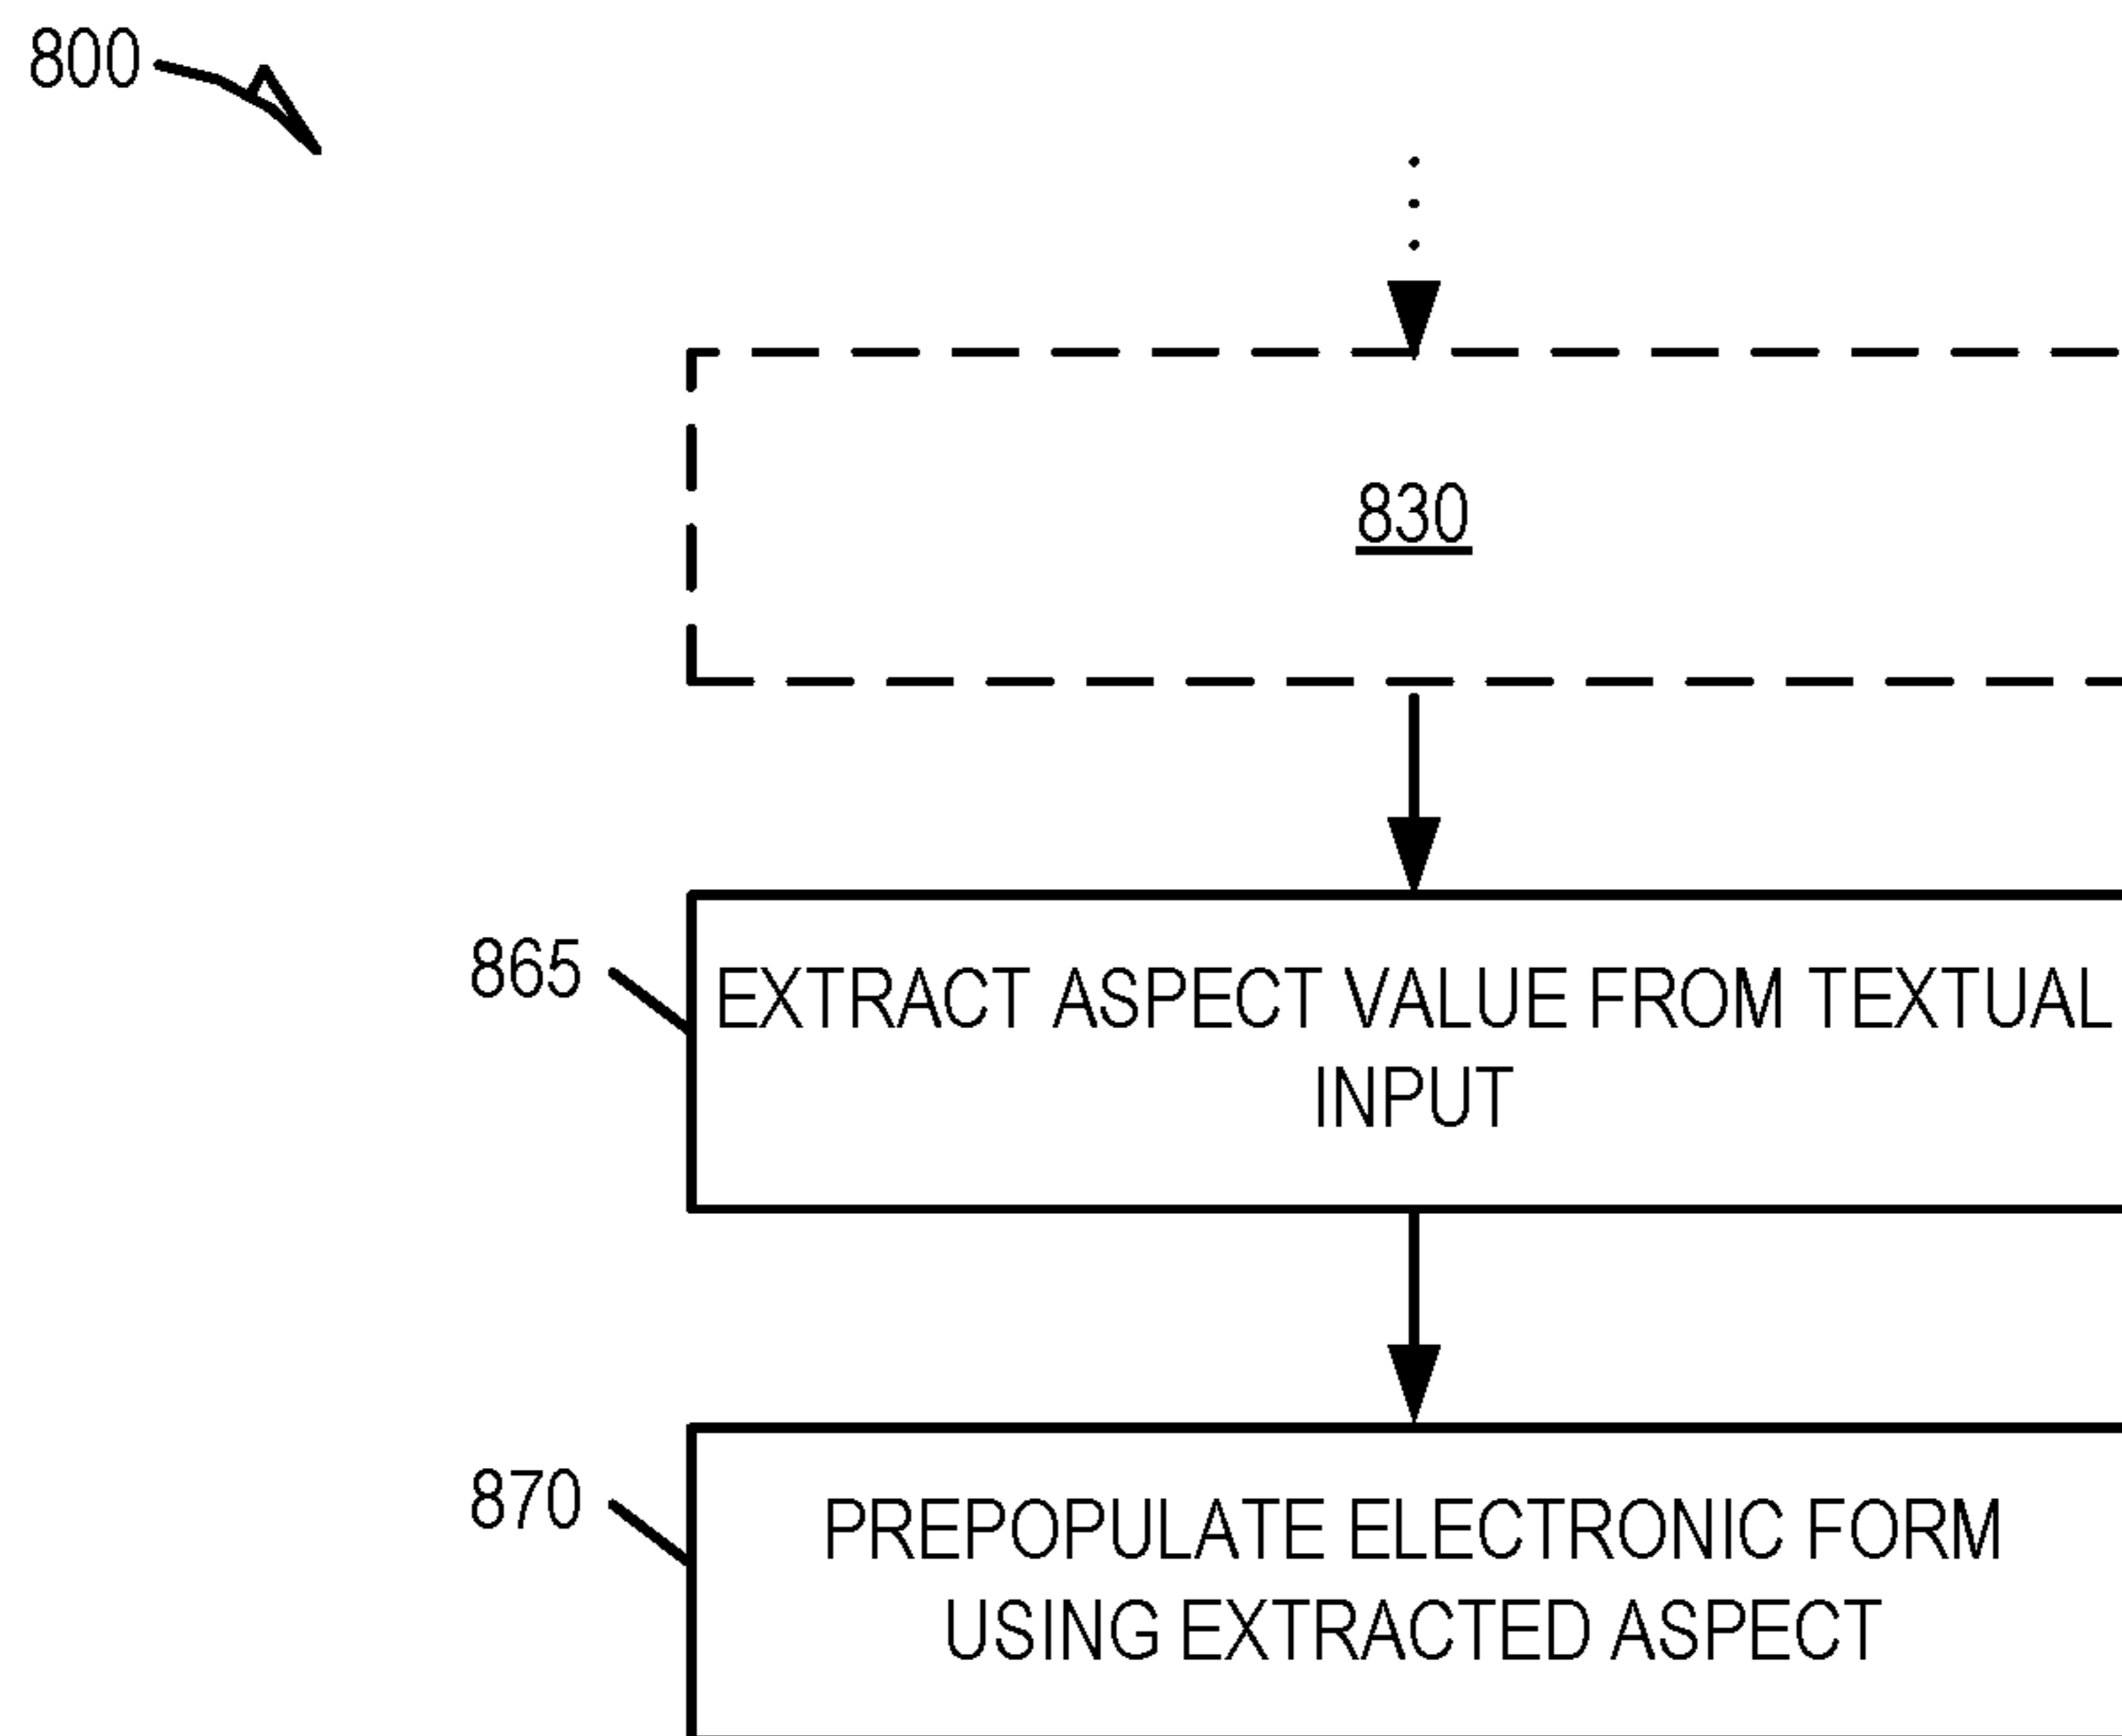 800
830
865
EXTRACT ASPECT VALUE FROM TEXTUAL
INPUT
870
PREPOPULATE ELECTRONIC FORM
USING EXTRACTED ASPECT